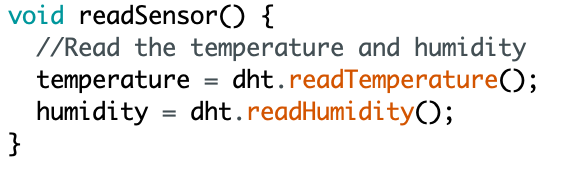 void readSensor() {
  //Read the temperature and humidity
  temperature = dht.readTemperature();
  humidity = dht.readHumidity();
}